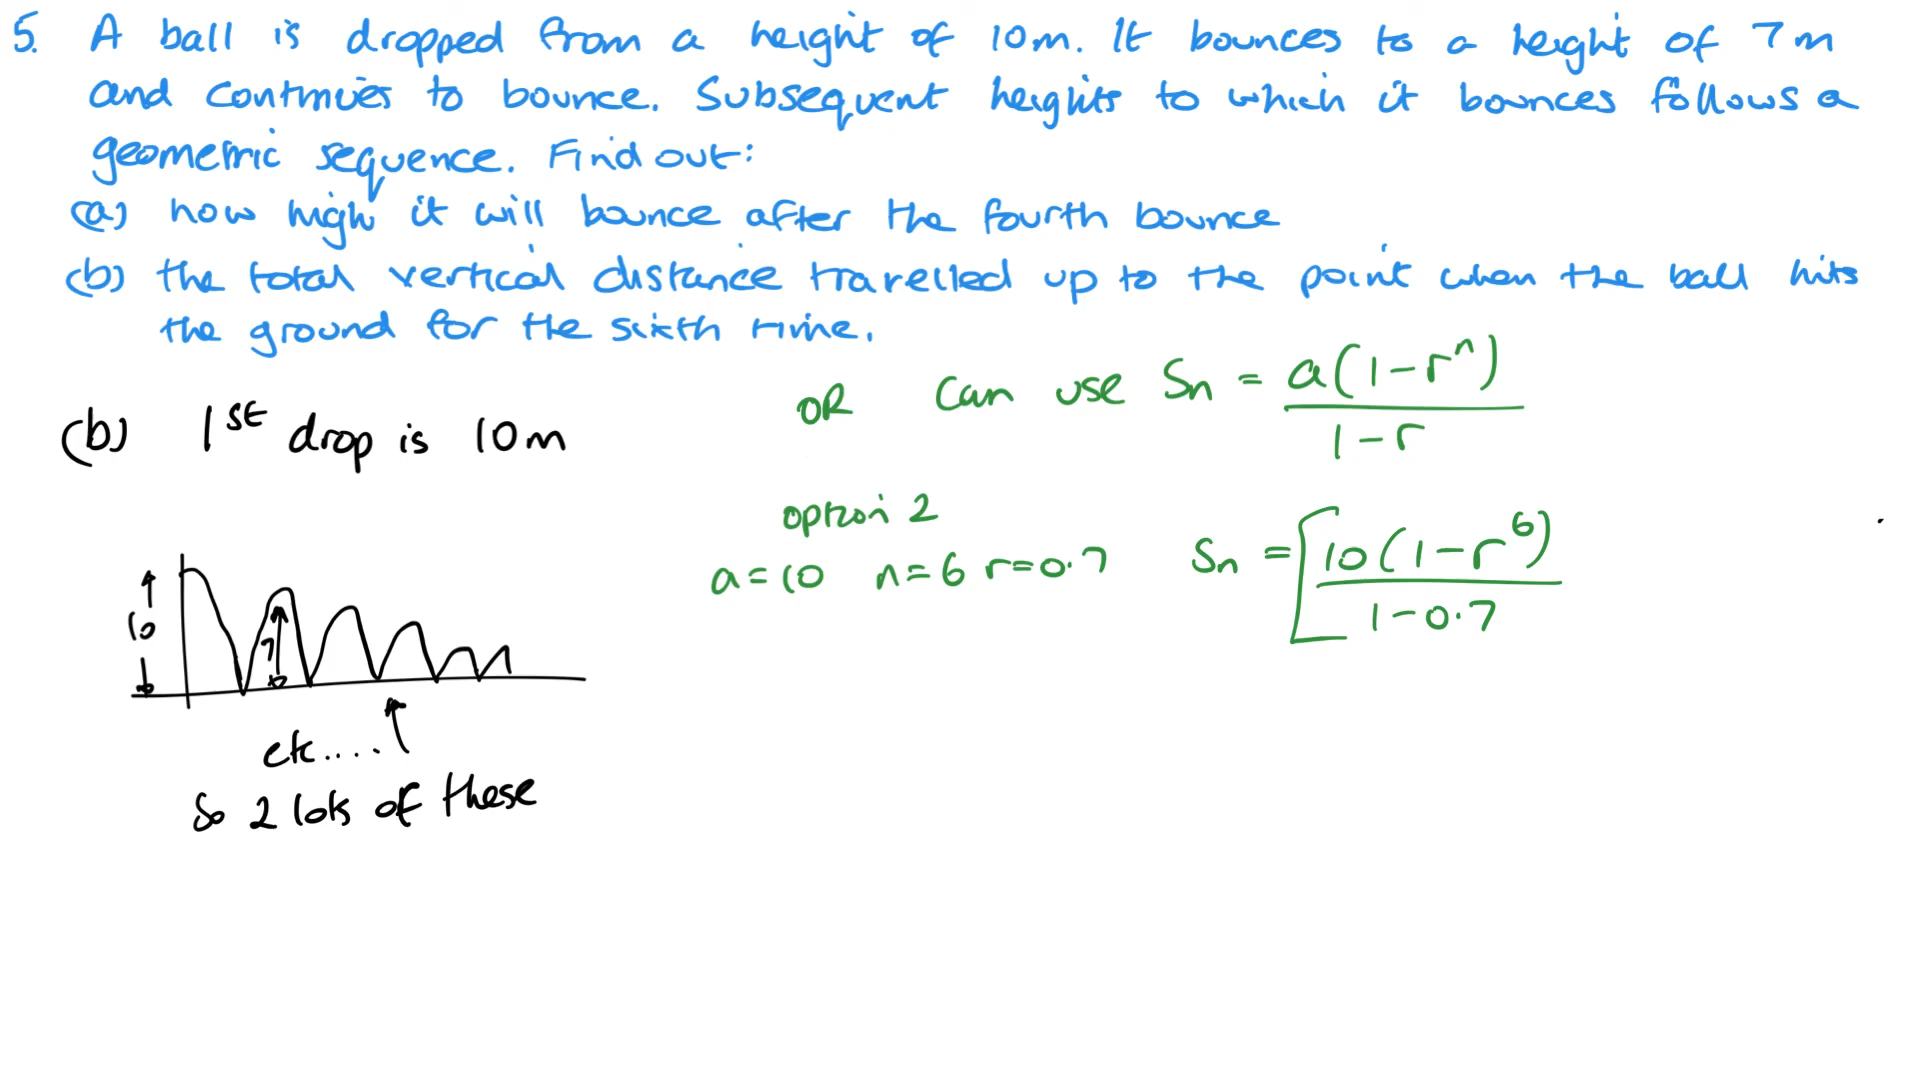 5. A ball is dropped from a height of 10m. It bounces to a height of 7m
and continues to bounce. Subsequent heights to which it bounces follows a
geometric sequence. Find out:
(a) how high it will bounce after the fourth bounce
(b) the total vertical distance travelled up to the point when the ball hits
the ground for the sixth time.
(b) 1st drop is 10m
OR Can use Sn = a(1-r^n)
1-r
option 2
a=10 n=6 r=0.7 Sn = [10(1-r^6)
1-0.7
10
7
etc....
So 2 lots of these